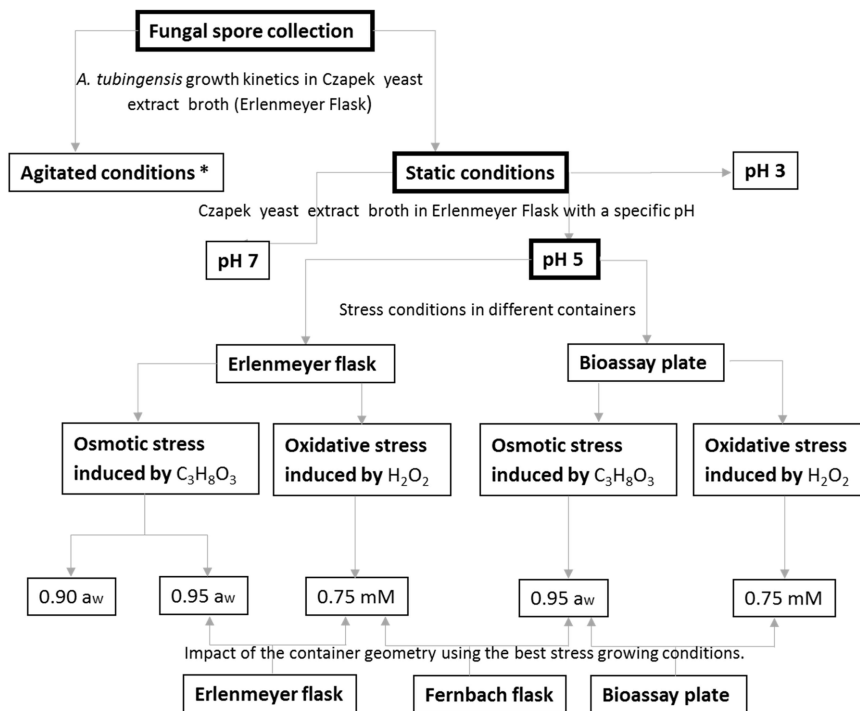 Fungal spore collection
A. tubingensis growth kinetics in Czapek yeast
extract broth (Erlenmeyer Flask)
Agitated conditions *
Static conditions
pH 3
Czapek yeast extract broth in Erlenmeyer Flask with a specific pH
pH 7
pH 5
Stress conditions in different containers
Erlenmeyer flask
Bioassay plate
Osmotic stress
induced by C₃H₈O₃
Oxidative stress
induced by H₂O₂
Osmotic stress
induced by C₃H₈O₃
Oxidative stress
induced by H₂O₂
0.90 aw
0.95 aw
0.75 mM
0.95 aw
0.75 mM
Impact of the container geometry using the best stress growing conditions.
Erlenmeyer flask
Fernbach flask
Bioassay plate